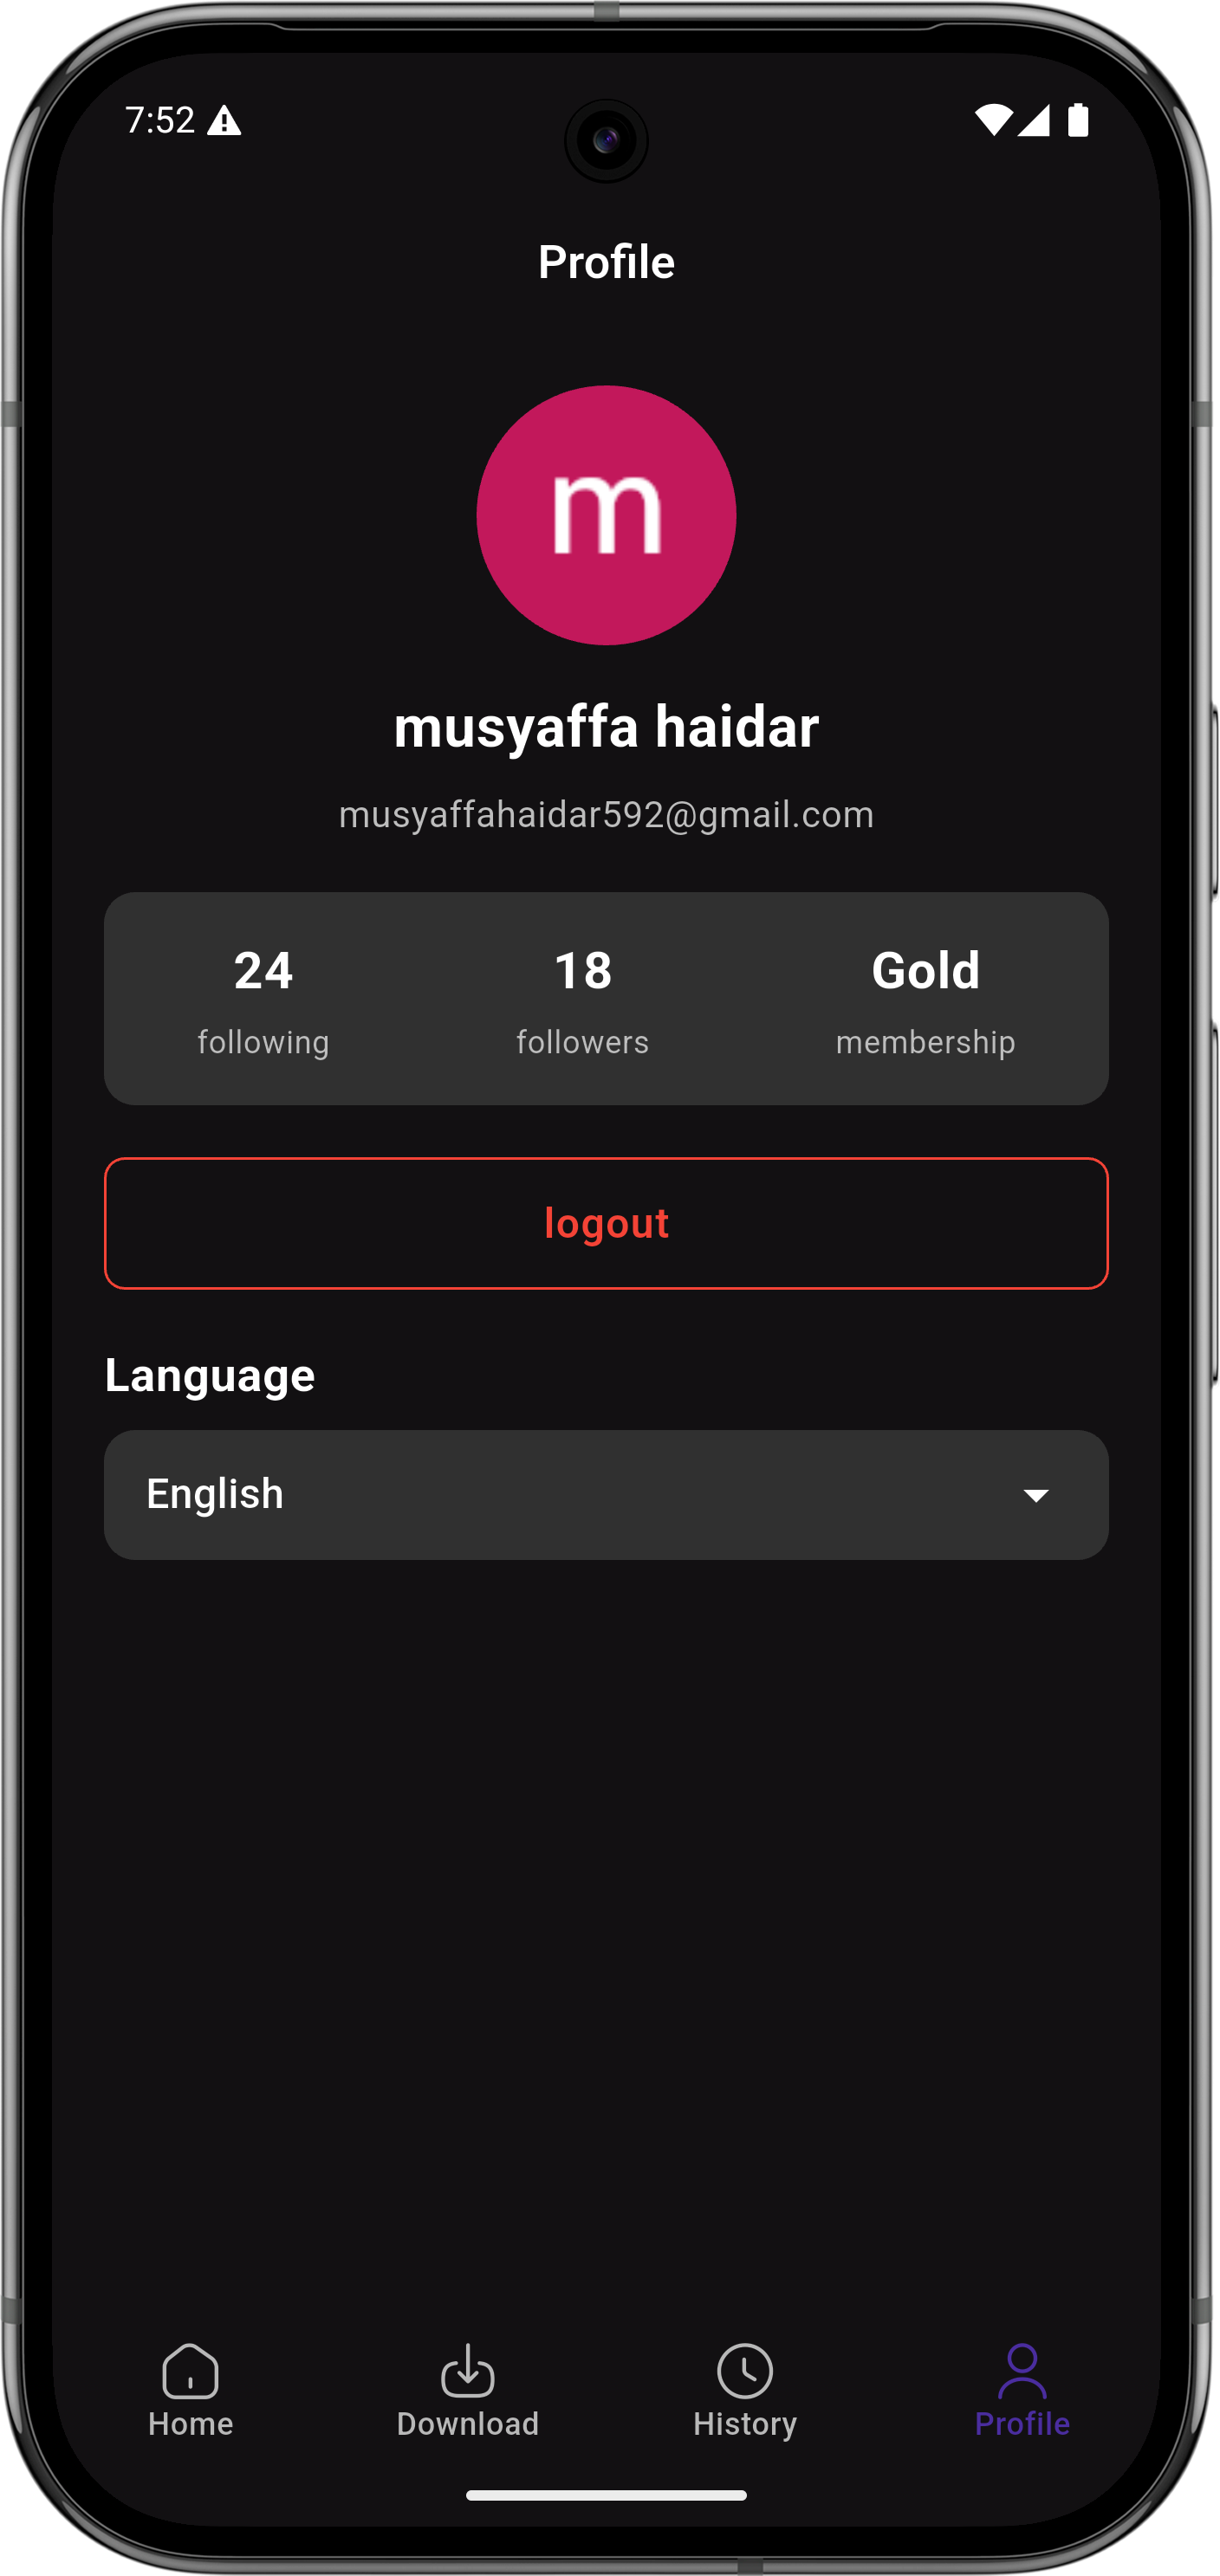 7:52
Profile
m
musyaffa haidar
musyaffahaidar592@gmail.com
24 18 Gold
following followers membership
logout
Language
English
Home Download History Profile